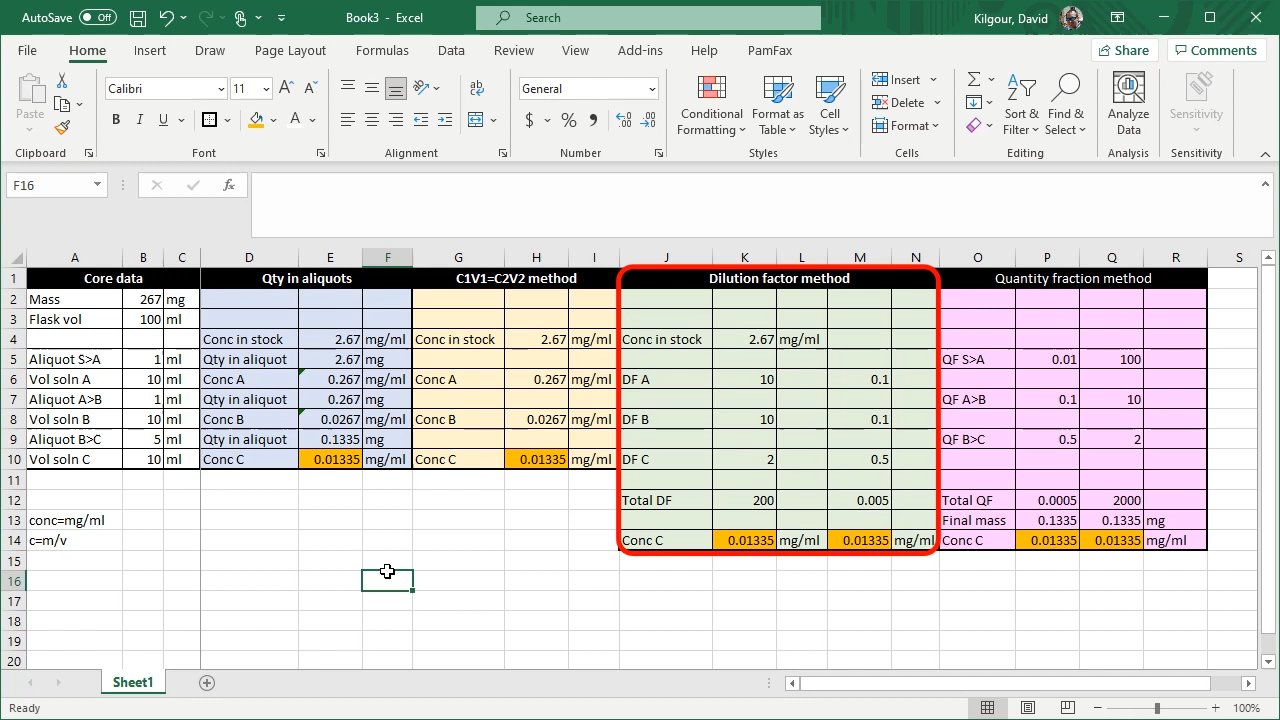 AutoSave Off Book3 - Excel Search Kilgour, David
File Home Insert Draw Page Layout Formulas Data Review View Add-ins Help PamFax Share Comments
Paste Calibri 11 General Conditional Formatting Format as Table Cell Styles Insert Delete Format Sort & Filter Find & Select Analyze Data Sensitivity
Clipboard Font Alignment Number Styles Cells Editing Analysis Sensitivity
F16 fx
A B C D E F G H I J K L M N O P Q R S
1 Core data Qty in aliquots C1V1=C2V2 method Dilution factor method Quantity fraction method
2 Mass 267 mg
3 Flask vol 100 ml
4 Conc in stock 2.67 mg/ml Conc in stock 2.67 mg/ml Conc in stock 2.67 mg/ml
5 Aliquot S>A 1 ml Qty in aliquot 2.67 mg QF S>A 0.01 100
6 Vol soln A 10 ml Conc A 0.267 mg/ml Conc A 0.267 mg/ml DF A 10 0.1
7 Aliquot A>B 1 ml Qty in aliquot 0.267 mg QF A>B 0.1 10
8 Vol soln B 10 ml Conc B 0.0267 mg/ml Conc B 0.0267 mg/ml DF B 10 0.1
9 Aliquot B>C 5 ml Qty in aliquot 0.1335 mg QF B>C 0.5 2
10 Vol soln C 10 ml Conc C 0.01335 mg/ml Conc C 0.01335 mg/ml DF C 2 0.5
11
12 Total DF 200 0.005 Total QF 0.0005 2000
13 conc=mg/ml Final mass 0.1335 0.1335 mg
14 c=m/v Conc C 0.01335 mg/ml 0.01335 mg/ml Conc C 0.01335 0.01335 mg/ml
15
16
17
18
19
20
Sheet1
Ready 100%